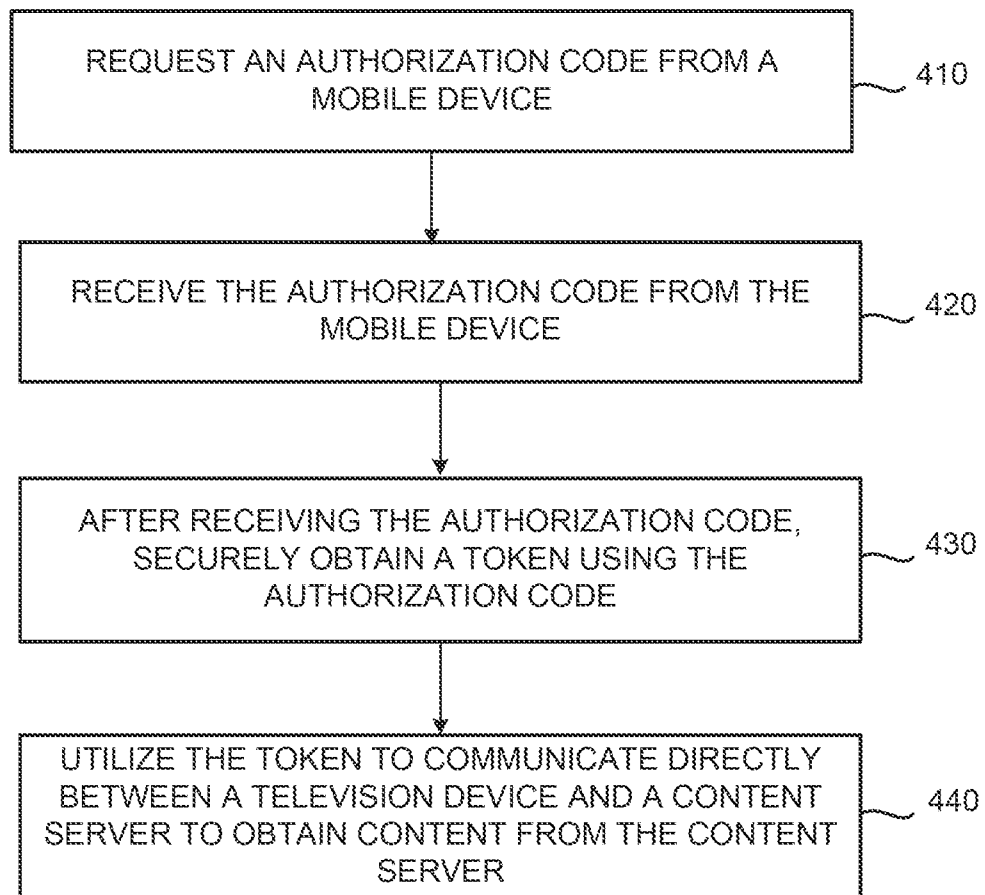 REQUEST AN AUTHORIZATION CODE FROM A
MOBILE DEVICE
410
RECEIVE THE AUTHORIZATION CODE FROM THE
MOBILE DEVICE
420
AFTER RECEIVING THE AUTHORIZATION CODE,
SECURELY OBTAIN A TOKEN USING THE
AUTHORIZATION CODE
430
UTILIZE THE TOKEN TO COMMUNICATE DIRECTLY
BETWEEN A TELEVISION DEVICE AND A CONTENT
SERVER TO OBTAIN CONTENT FROM THE CONTENT
SERVER
440